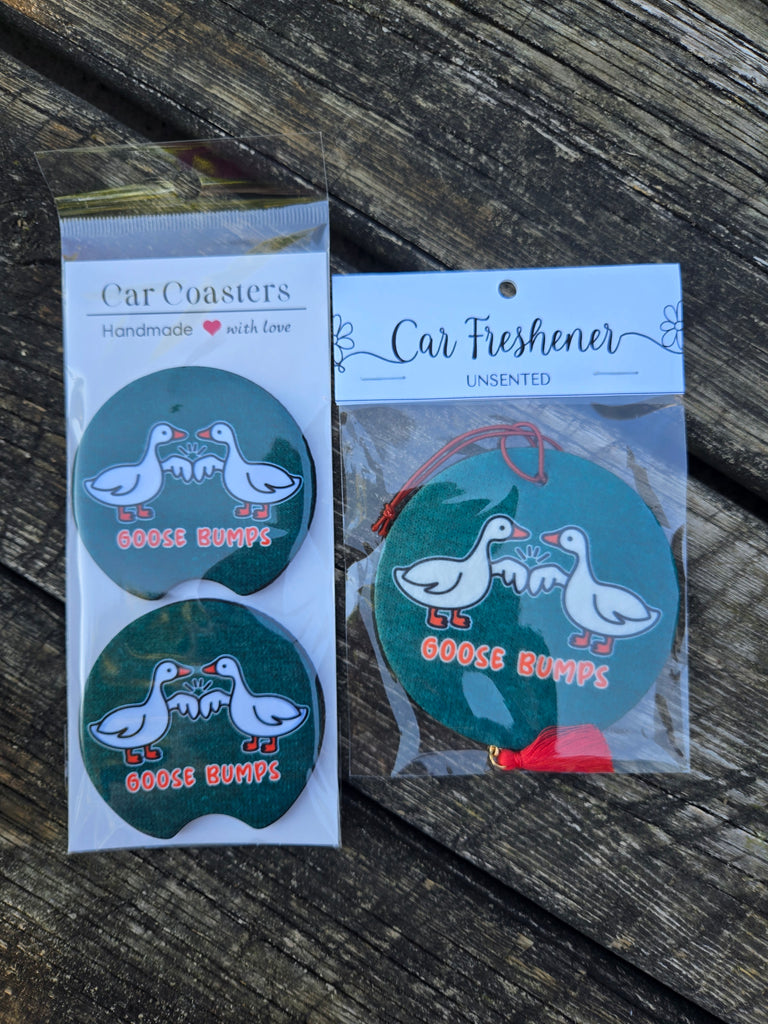 Car Coasters
Handmade ❤ with love
GOOSE BUMPS
GOOSE BUMPS
Car Freshener
UNSENTED
GOOSE BUMPS